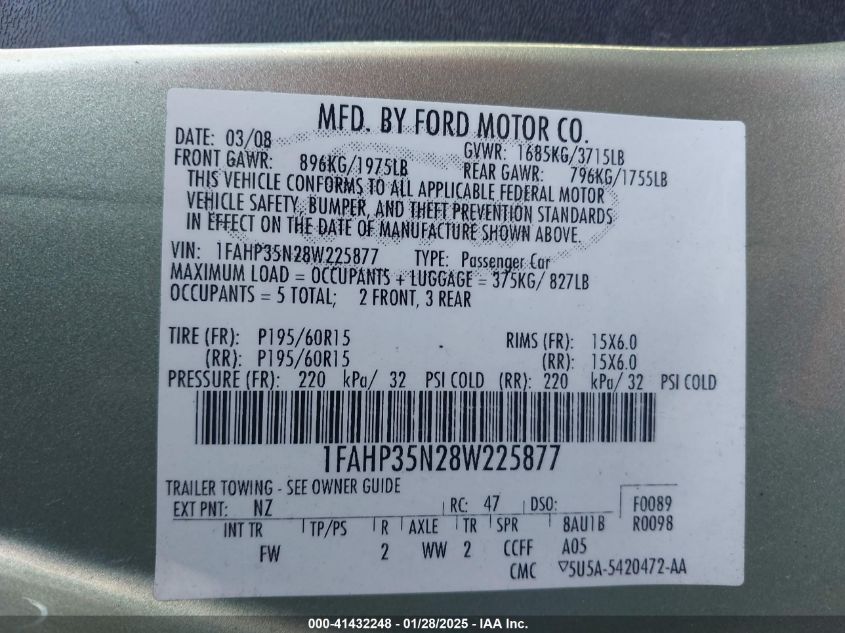 MFD. BY FORD MOTOR CO.
DATE: 03/08 GVWR: 1685KG/3715LB
FRONT GAWR: 896KG/1975LB REAR GAWR: 796KG/1755LB
THIS VEHICLE CONFORMS TO ALL APPLICABLE FEDERAL MOTOR
VEHICLE SAFETY, BUMPER, AND THEFT PREVENTION STANDARDS
IN EFFECT ON THE DATE OF MANUFACTURE SHOWN ABOVE.
VIN: 1FAHP35N28W225877 TYPE: Passenger Car
MAXIMUM LOAD = OCCUPANTS + LUGGAGE = 375KG/ 827LB
OCCUPANTS = 5 TOTAL; 2 FRONT, 3 REAR
TIRE (FR): P195/60R15 RIMS (FR): 15X6.0
(RR): P195/60R15 (RR): 15X6.0
PRESSURE (FR): 220 kPa/ 32 PSI COLD (RR): 220 kPa/ 32 PSI COLD
1FAHP35N28W225877
TRAILER TOWING - SEE OWNER GUIDE
EXT PNT: NZ RC: 47 DSO: F0089
INT TR TP/PS R AXLE TR SPR 8AU1B R0098
FW 2 WW 2 CCFF A05
CMC ▽5U5A-5420472-AA
000-41432248 - 01/28/2025 - IAA Inc.